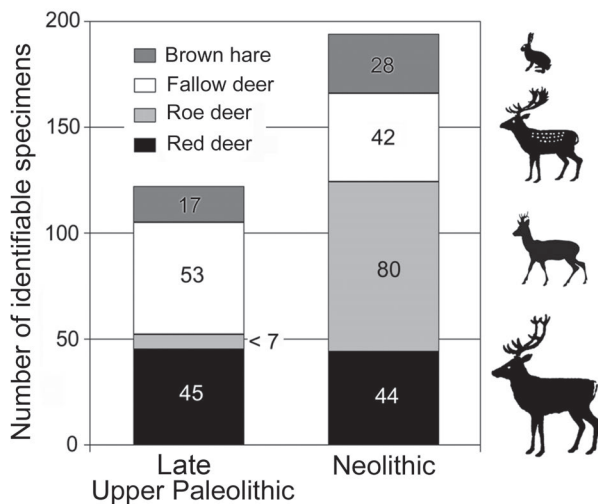 Number of identifiable specimens
200
150
100
50
0
Brown hare
Fallow deer
Roe deer
Red deer
17
53
< 7
45
28
42
80
44
Late
Upper Paleolithic
Neolithic